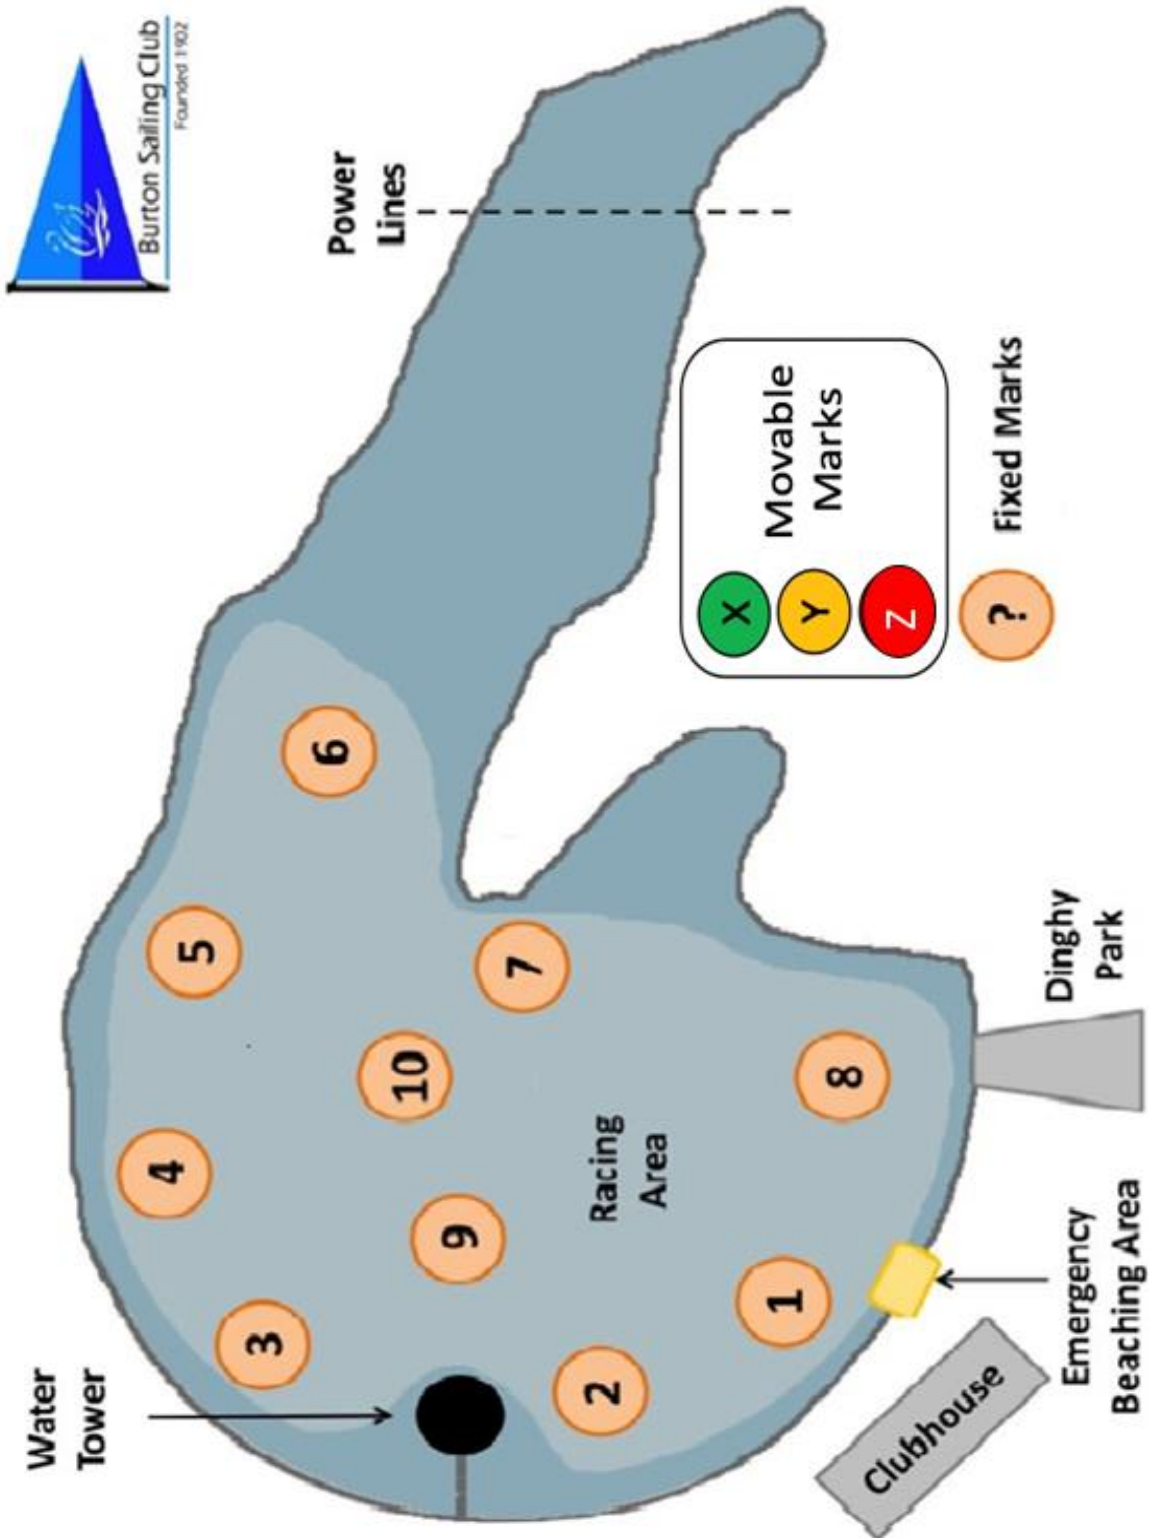 Water
Tower
Power
Lines
Burton Sailing Club
Founded 1902
3
4
5
6
2
9
10
7
1
8
Racing
Area
X
Y
Z
Movable
Marks
?
Fixed Marks
Clubhouse
Emergency
Beaching Area
Dinghy
Park